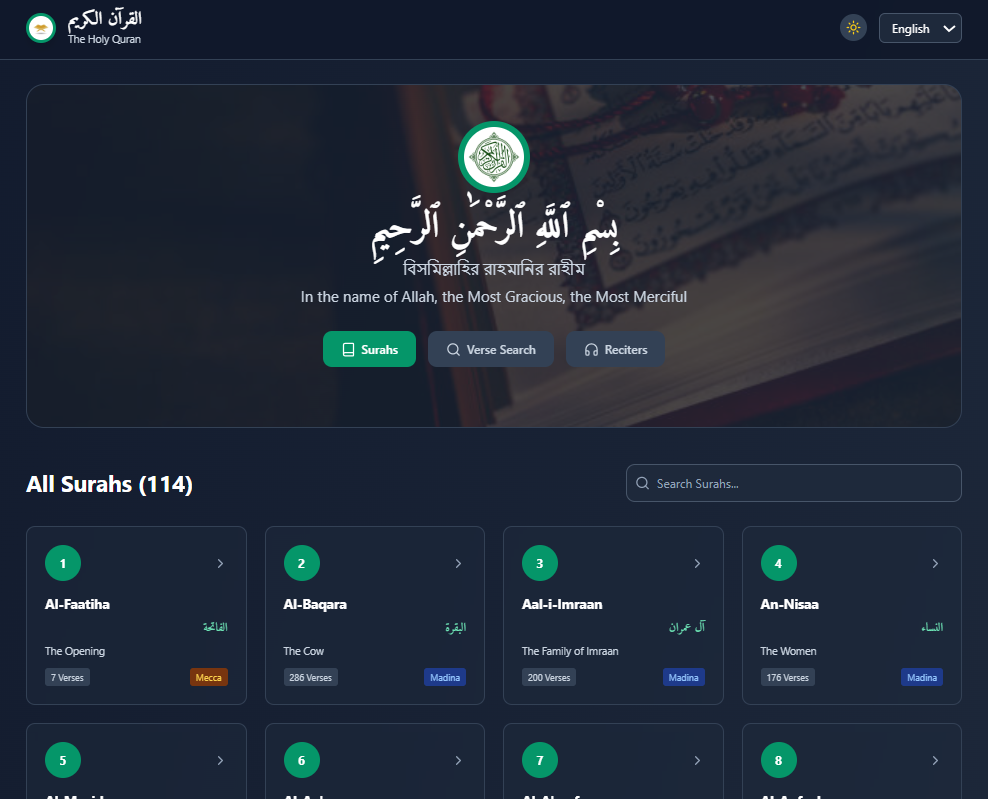 القرآن الكريم
The Holy Quran
English
بِسْمِ ٱللَّهِ ٱلرَّحْمَٰنِ ٱلرَّحِيمِ
বিসমিল্লাহির রাহমানির রাহীম
In the name of Allah, the Most Gracious, the Most Merciful
Surahs
Verse Search
Reciters
All Surahs (114)
Search Surahs...
1
Al-Faatiha
الفاتحة
The Opening
7 Verses
Mecca
2
Al-Baqara
البقرة
The Cow
286 Verses
Madina
3
Aal-i-Imraan
آل عمران
The Family of Imraan
200 Verses
Madina
4
An-Nisaa
النساء
The Women
176 Verses
Madina
5
6
7
8